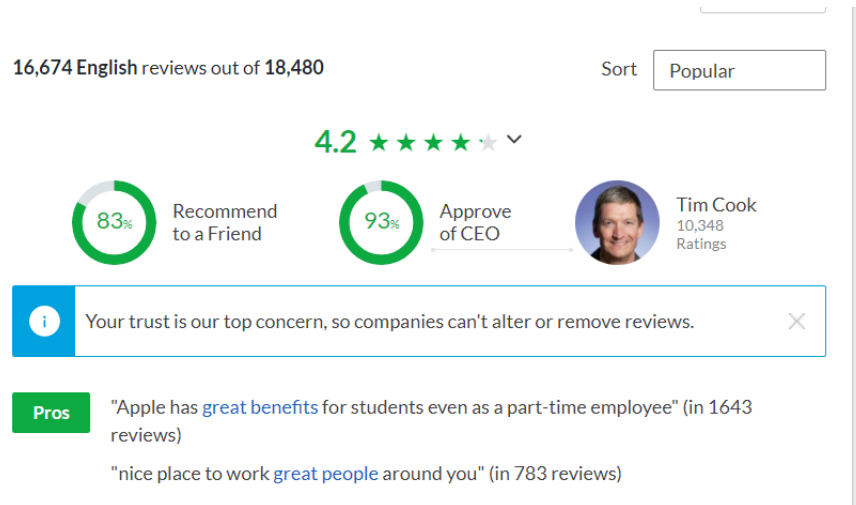 16,674 English reviews out of 18,480
Sort
Popular
4.2
83%
Recommend
to a Friend
93%
Approve
of CEO
Tim Cook
10,348
Ratings
Your trust is our top concern, so companies can't alter or remove reviews.
Pros
"Apple has great benefits for students even as a part-time employee" (in 1643
reviews)
"nice place to work great people around you" (in 783 reviews)